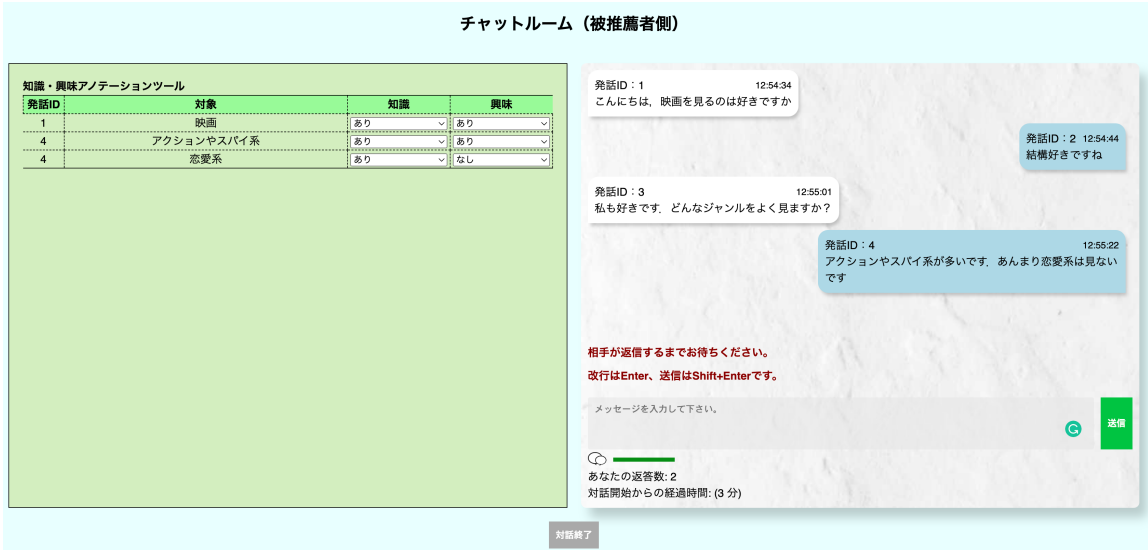 チャットルーム（被推薦者側）
知識・興味アノテーションツール
発話ID 対象 知識 興味
1 映画 あり あり
4 アクションやスパイ系 あり あり
4 恋愛系 あり なし
発話ID：1 12:54:34
こんにちは，映画を見るのは好きですか
発話ID：2 12:54:44
結構好きですね
発話ID：3 12:55:01
私も好きです．どんなジャンルをよく見ますか？
発話ID：4 12:55:22
アクションやスパイ系が多いです．あんまり恋愛系は見ない
です
相手が返信するまでお待ちください。
改行はEnter、送信はShift+Enterです。
メッセージを入力して下さい。
送信
あなたの返答数: 2
対話開始からの経過時間: (3 分)
対話終了